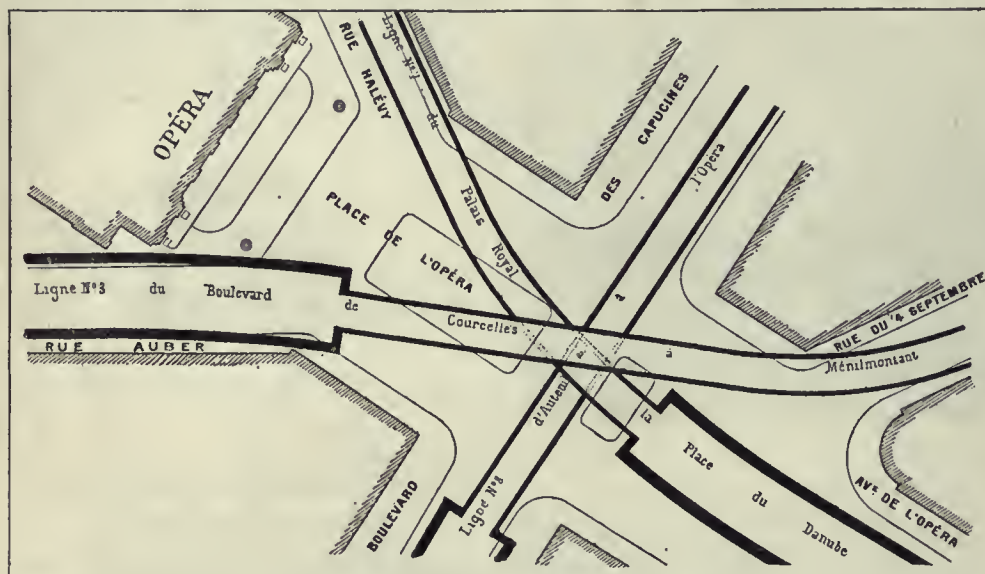 OPÉRA
RUE HALÉVY
Ligne N° 7 du Palais Royal à la Place du Danube
PLACE DE L'OPÉRA
BOULEVARD DES CAPUCINES
Ligne N° 8 d'Auteuil à l'Opéra
Ligne N° 3 du Boulevard de Courcelles à Ménilmontant
RUE AUBER
RUE DU 4 SEPTEMBRE
AVE. DE L'OPÉRA